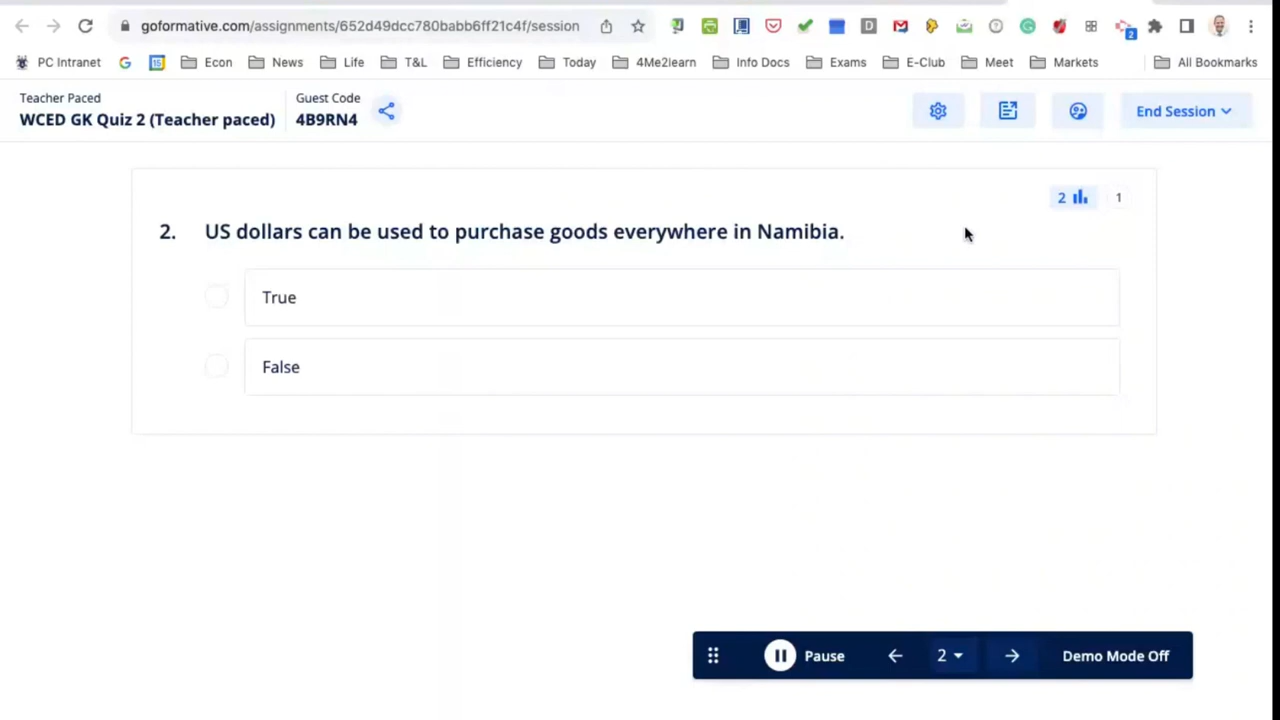 goformative.com/assignments/652d49dcc780babb6ff21c4f/session
D
2
PC Intranet Econ News Life T&L Efficiency Today 4Me2learn Info Docs Exams E-Club Meet Markets All Bookmarks
Teacher Paced
WCED GK Quiz 2 (Teacher paced)
Guest Code
4B9RN4
End Session
2 1
2. US dollars can be used to purchase goods everywhere in Namibia.
True
False
Pause 2 Demo Mode Off